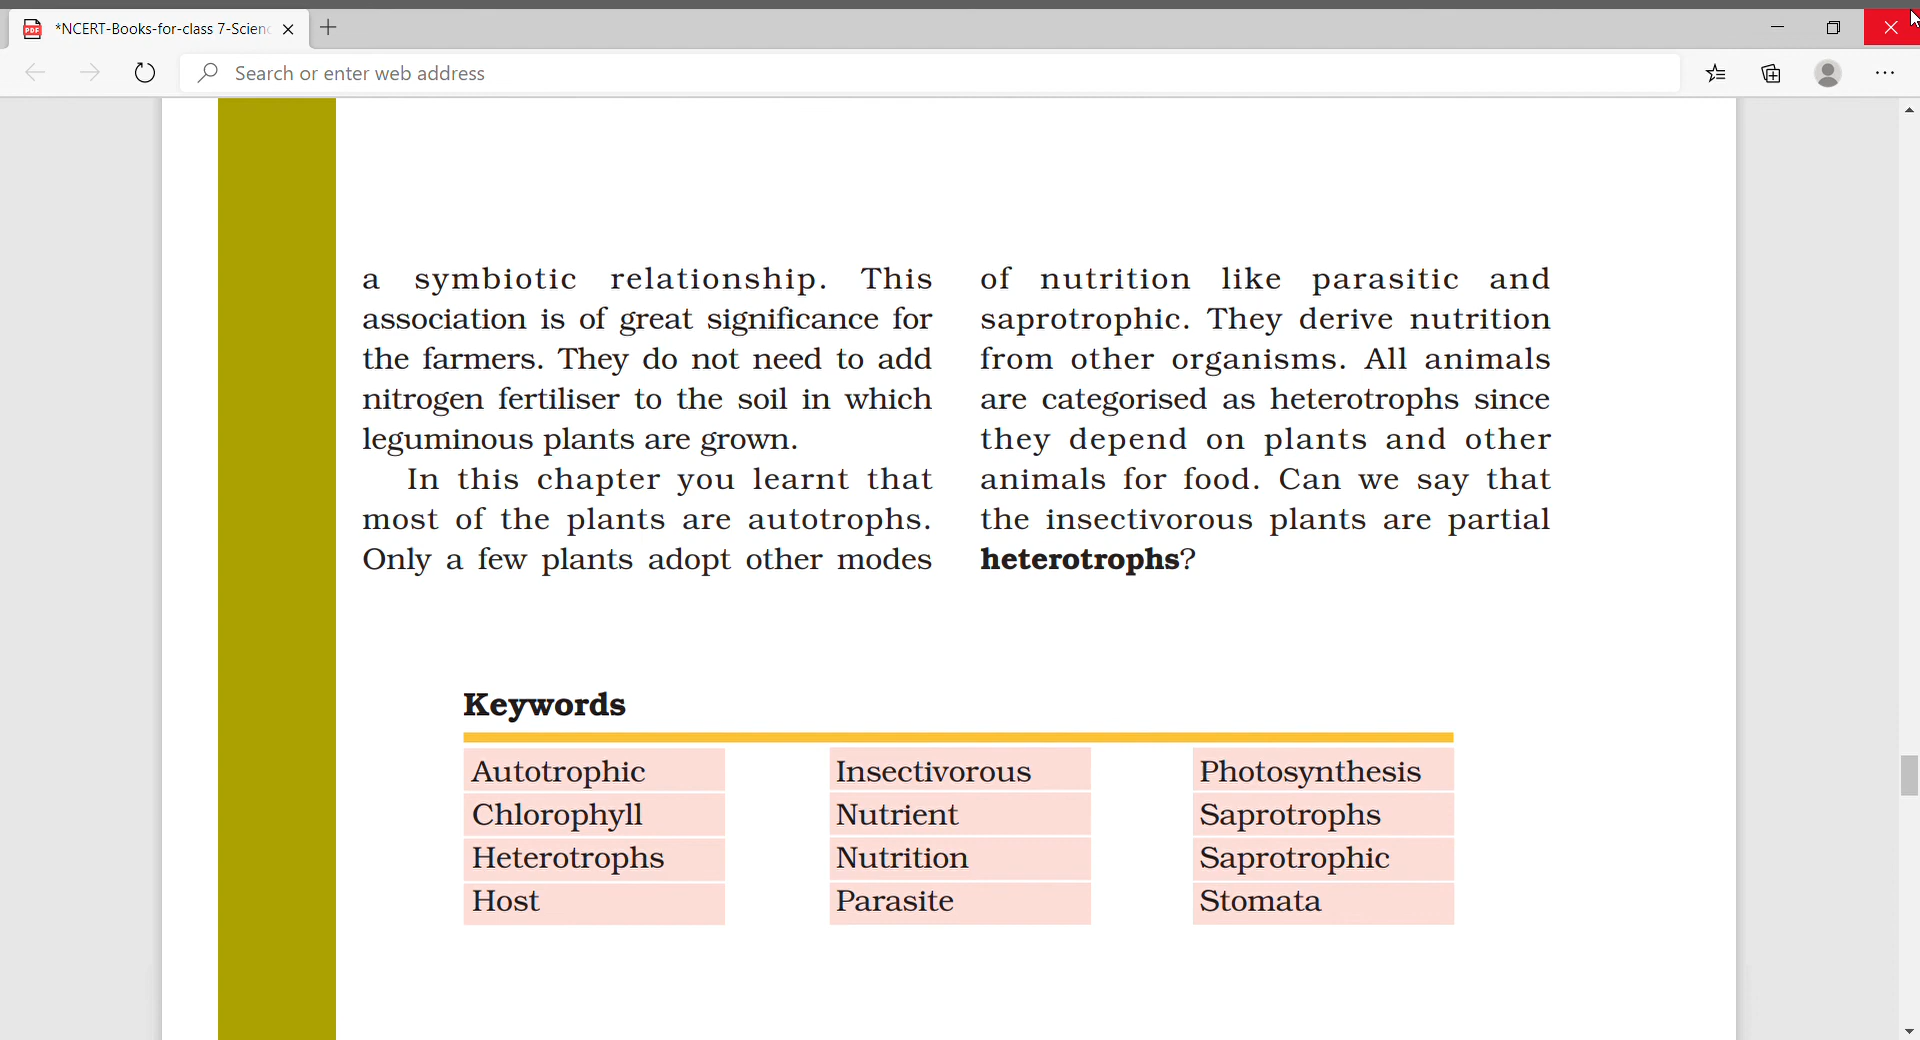 *NCERT-Books-for-class 7-Scien
Search or enter web address
a symbiotic relationship. This
association is of great significance for
the farmers. They do not need to add
nitrogen fertiliser to the soil in which
leguminous plants are grown.
In this chapter you learnt that
most of the plants are autotrophs.
Only a few plants adopt other modes
of nutrition like parasitic and
saprotrophic. They derive nutrition
from other organisms. All animals
are categorised as heterotrophs since
they depend on plants and other
animals for food. Can we say that
the insectivorous plants are partial
heterotrophs?
Keywords
Autotrophic
Chlorophyll
Heterotrophs
Host
Insectivorous
Nutrient
Nutrition
Parasite
Photosynthesis
Saprotrophs
Saprotrophic
Stomata